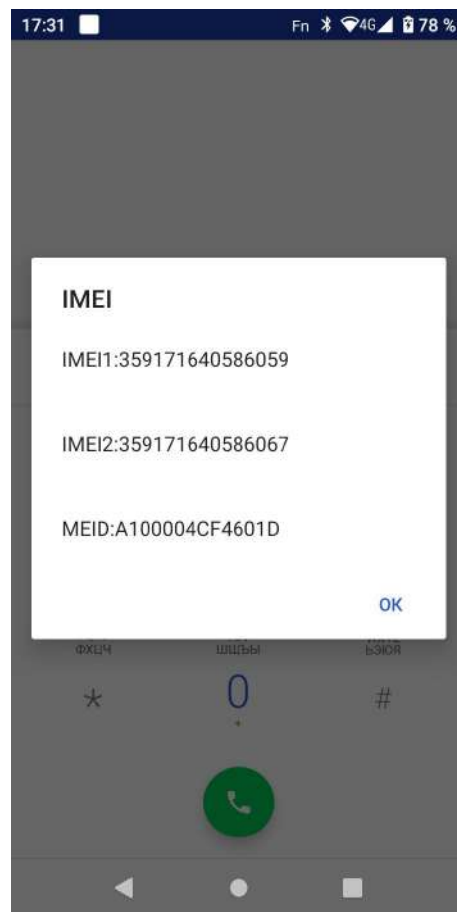 17:31 Fn 4G 78 %
IMEI
IMEI1:359171640586059
IMEI2:359171640586067
MEID:A100004CF4601D
OK
ФХЦЧ ШЩЪЫ ЬЭЮЯ
* 0 #
+